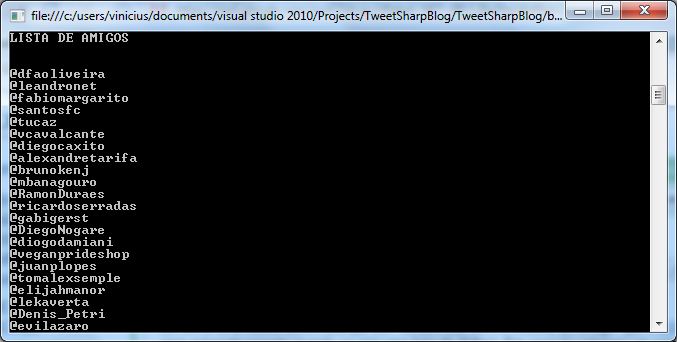 file:///c:/users/vinicius/documents/visual studio 2010/Projects/TweetSharpBlog/TweetSharpBlog/b...
LISTA DE AMIGOS
@dfaoliveira
@leandronet
@fabiomargarito
@santosfc
@tucaz
@vcavalcante
@diegocaxito
@alexandretarifa
@brunokenj
@mbanagouro
@RamonDuraes
@ricardoserradas
@gabigerst
@DiegoNogare
@diogodamiani
@veganprideshop
@juanplopes
@tomalexsemple
@elijahmanor
@lekaverta
@Denis_Petri
@evilazaro